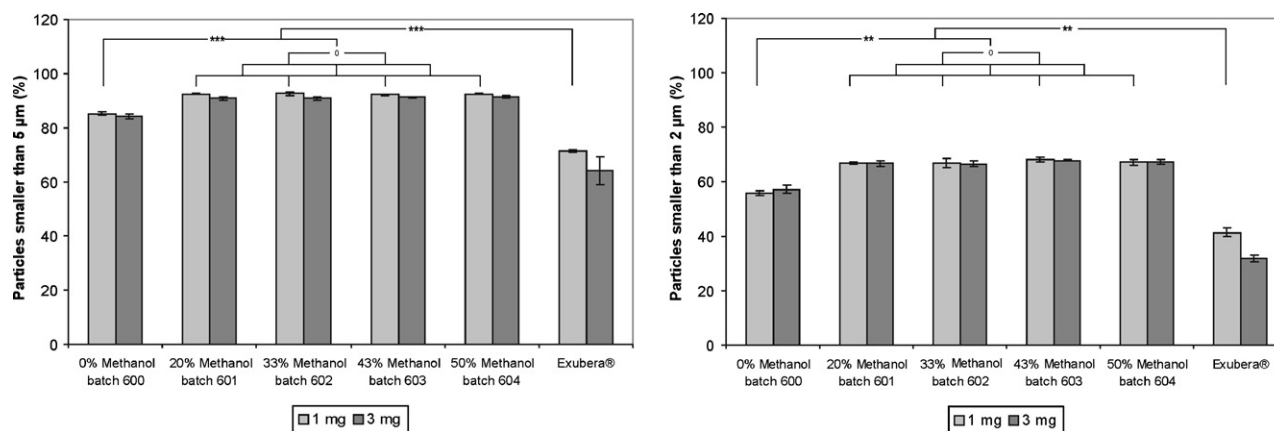 120
100
80
60
40
20
0
Particles smaller than 5 µm (%)
***
***
0
0% Methanol
batch 600
20% Methanol
batch 601
33% Methanol
batch 602
43% Methanol
batch 603
50% Methanol
batch 604
Exubera®
1 mg
3 mg
120
100
80
60
40
20
0
Particles smaller than 2 µm (%)
**
**
0
0% Methanol
batch 600
20% Methanol
batch 601
33% Methanol
batch 602
43% Methanol
batch 603
50% Methanol
batch 604
Exubera®
1 mg
3 mg